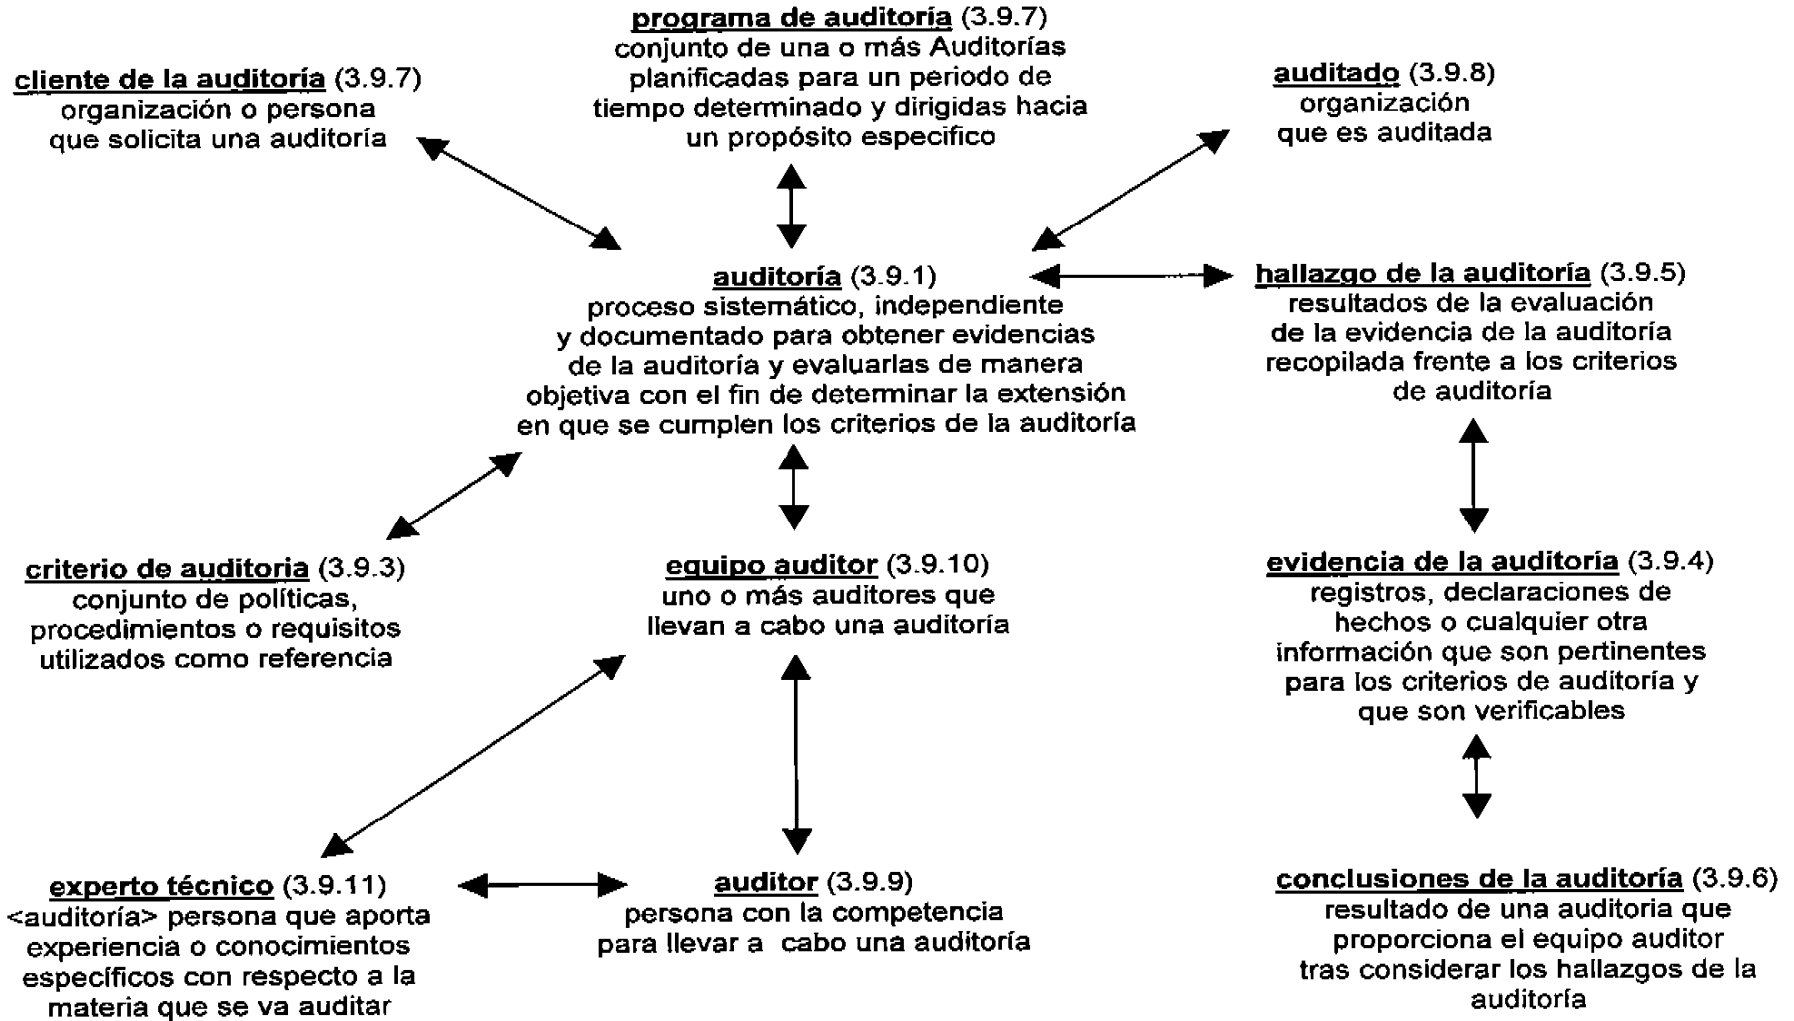 programa de auditoría (3.9.7)
conjunto de una o más Auditorías
planificadas para un periodo de
tiempo determinado y dirigidas hacia
un propósito especifico
cliente de la auditoría (3.9.7)
organización o persona
que solicita una auditoría
auditado (3.9.8)
organización
que es auditada
auditoría (3.9.1)
proceso sistemático, independiente
y documentado para obtener evidencias
de la auditoría y evaluarlas de manera
objetiva con el fin de determinar la extensión
en que se cumplen los criterios de la auditoría
hallazgo de la auditoría (3.9.5)
resultados de la evaluación
de la evidencia de la auditoría
recopilada frente a los criterios
de auditoría
criterio de auditoria (3.9.3)
conjunto de políticas,
procedimientos o requisitos
utilizados como referencia
equipo auditor (3.9.10)
uno o más auditores que
llevan a cabo una auditoría
evidencia de la auditoría (3.9.4)
registros, declaraciones de
hechos o cualquier otra
información que son pertinentes
para los criterios de auditoría y
que son verificables
experto técnico (3.9.11)
<auditoría> persona que aporta
experiencia o conocimientos
específicos con respecto a la
materia que se va auditar
auditor (3.9.9)
persona con la competencia
para llevar a cabo una auditoría
conclusiones de la auditoría (3.9.6)
resultado de una auditoria que
proporciona el equipo auditor
tras considerar los hallazgos de la
auditoría